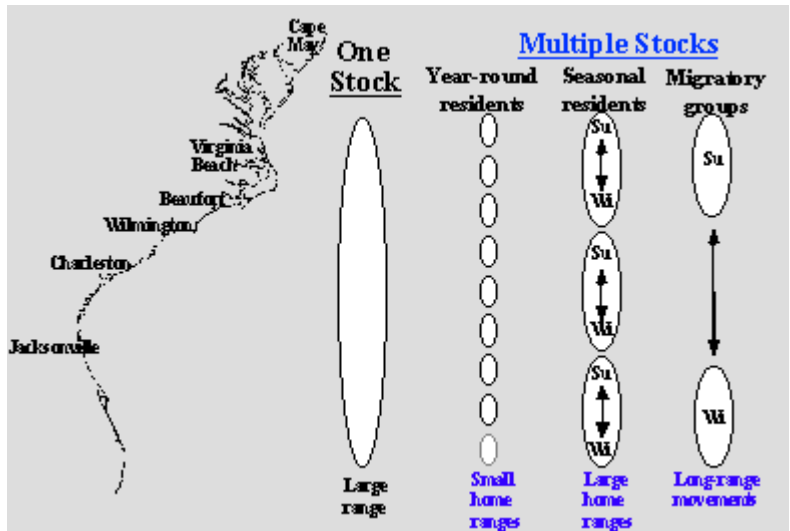 Cape
May
Virginia
Beach
Beaufort
Wilmington
Charleston
Jacksonville
One
Stock
Large
range
Multiple Stocks
Year-round
residents
Small
home
ranges
Seasonal
residents
Su
Wi
Su
Wi
Su
Wi
Large
home
ranges
Migratory
groups
Su
Wi
Long-range
movements